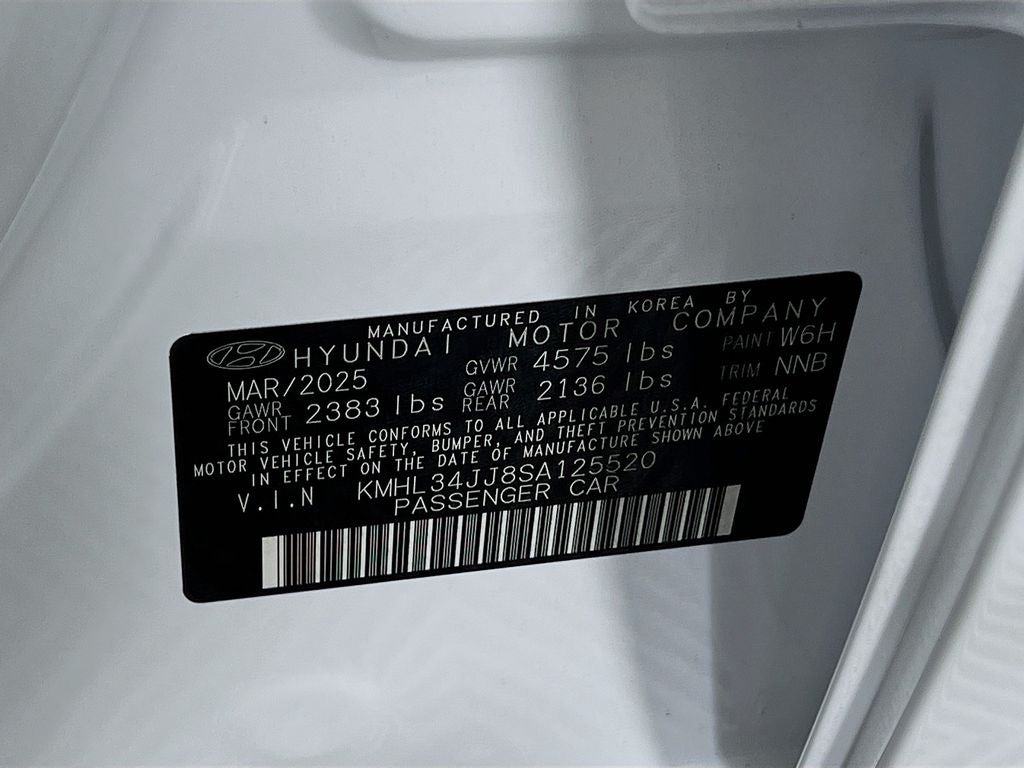 MANUFACTURED IN KOREA BY
HYUNDAI MOTOR COMPANY
MAR/2025 GVWR 4575 lbs PAINT W6H
GAWR FRONT 2383 lbs GAWR REAR 2136 lbs TRIM NNB
THIS VEHICLE CONFORMS TO ALL APPLICABLE U.S.A. FEDERAL
MOTOR VEHICLE SAFETY, BUMPER, AND THEFT PREVENTION STANDARDS
IN EFFECT ON THE DATE OF MANUFACTURE SHOWN ABOVE
V.I.N KMHL34JJ8SA125520
PASSENGER CAR